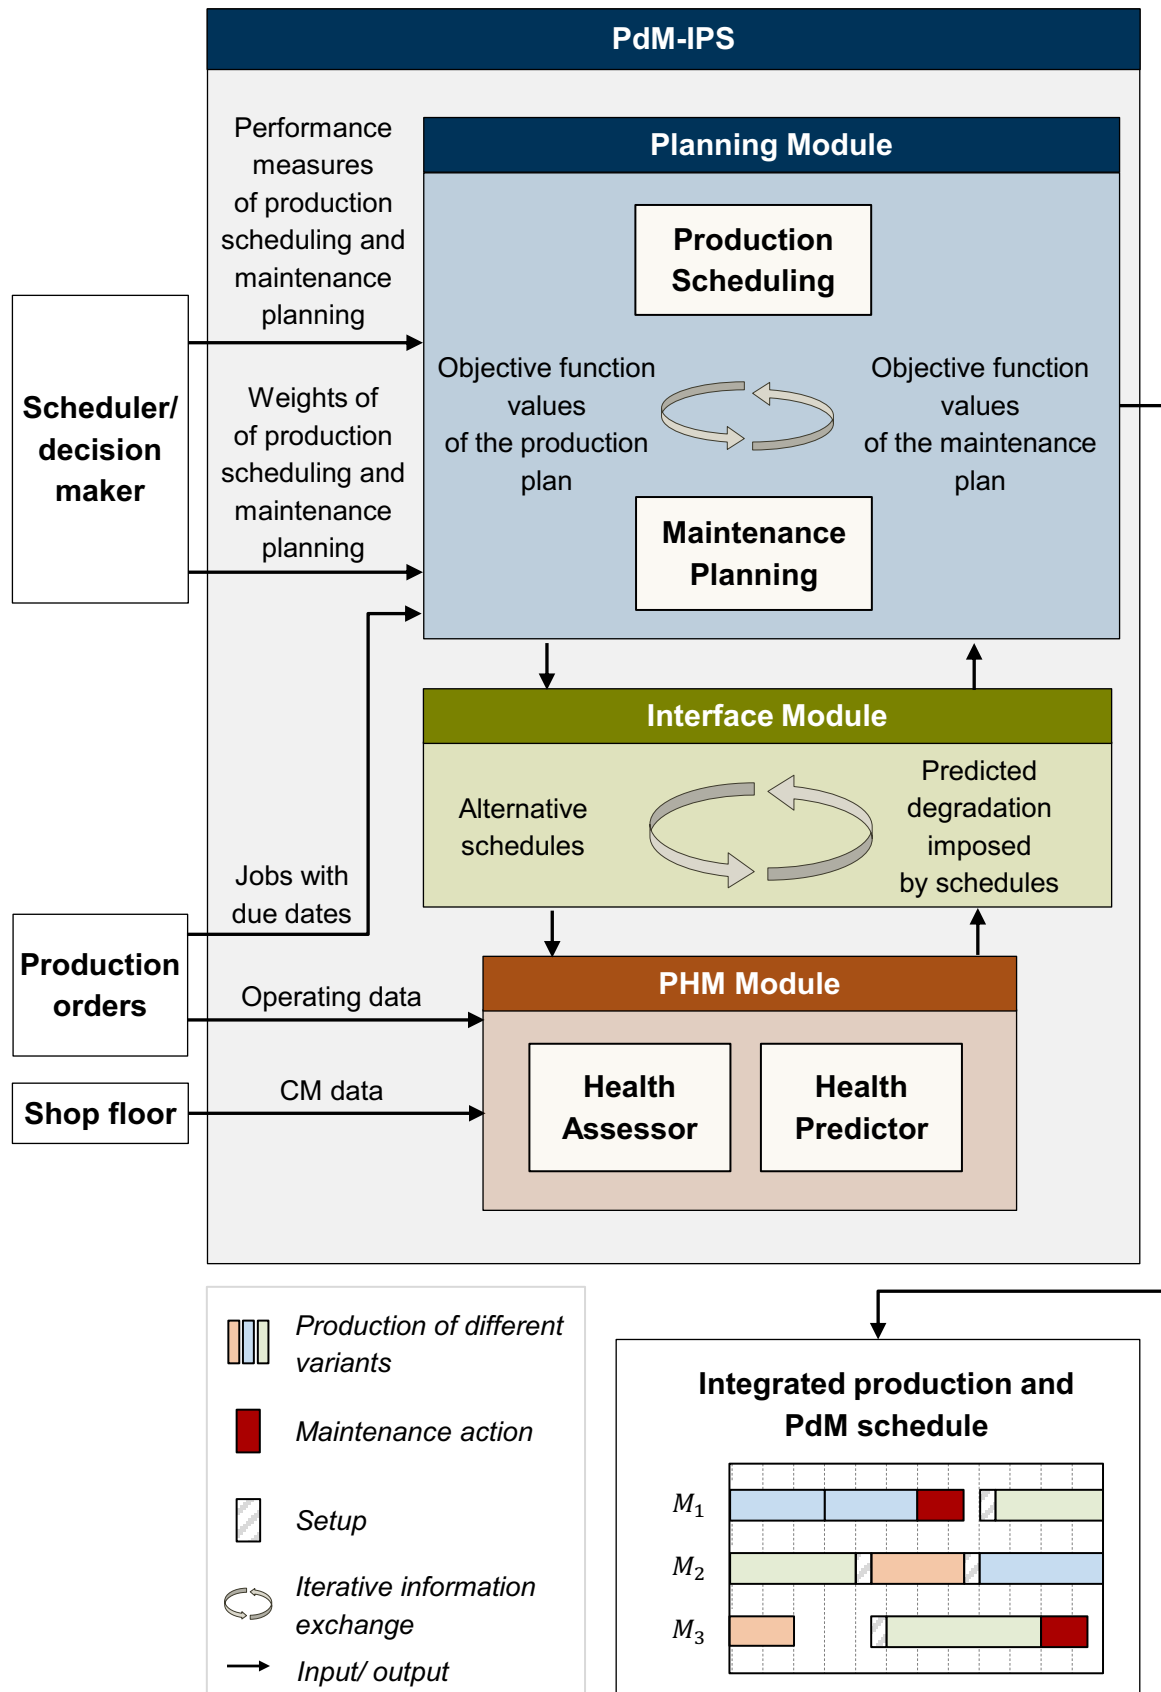 PdM-IPS
Performance
measures
of production
scheduling and
maintenance
planning
Planning Module
Production
Scheduling
Scheduler/
decision
maker
Weights of
of production
scheduling and
maintenance
planning
Objective function
values
of the production
plan
Objective function
values
of the maintenance
plan
Maintenance
Planning
Interface Module
Alternative
schedules
Predicted
degradation
imposed
by schedules
Jobs with
due dates
Production
orders
Operating data
PHM Module
Shop floor
CM data
Health
Assessor
Health
Predictor
Production of different
variants
Maintenance action
Setup
Iterative information
exchange
Input/ output
Integrated production and
PdM schedule
M₁
M₂
M₃